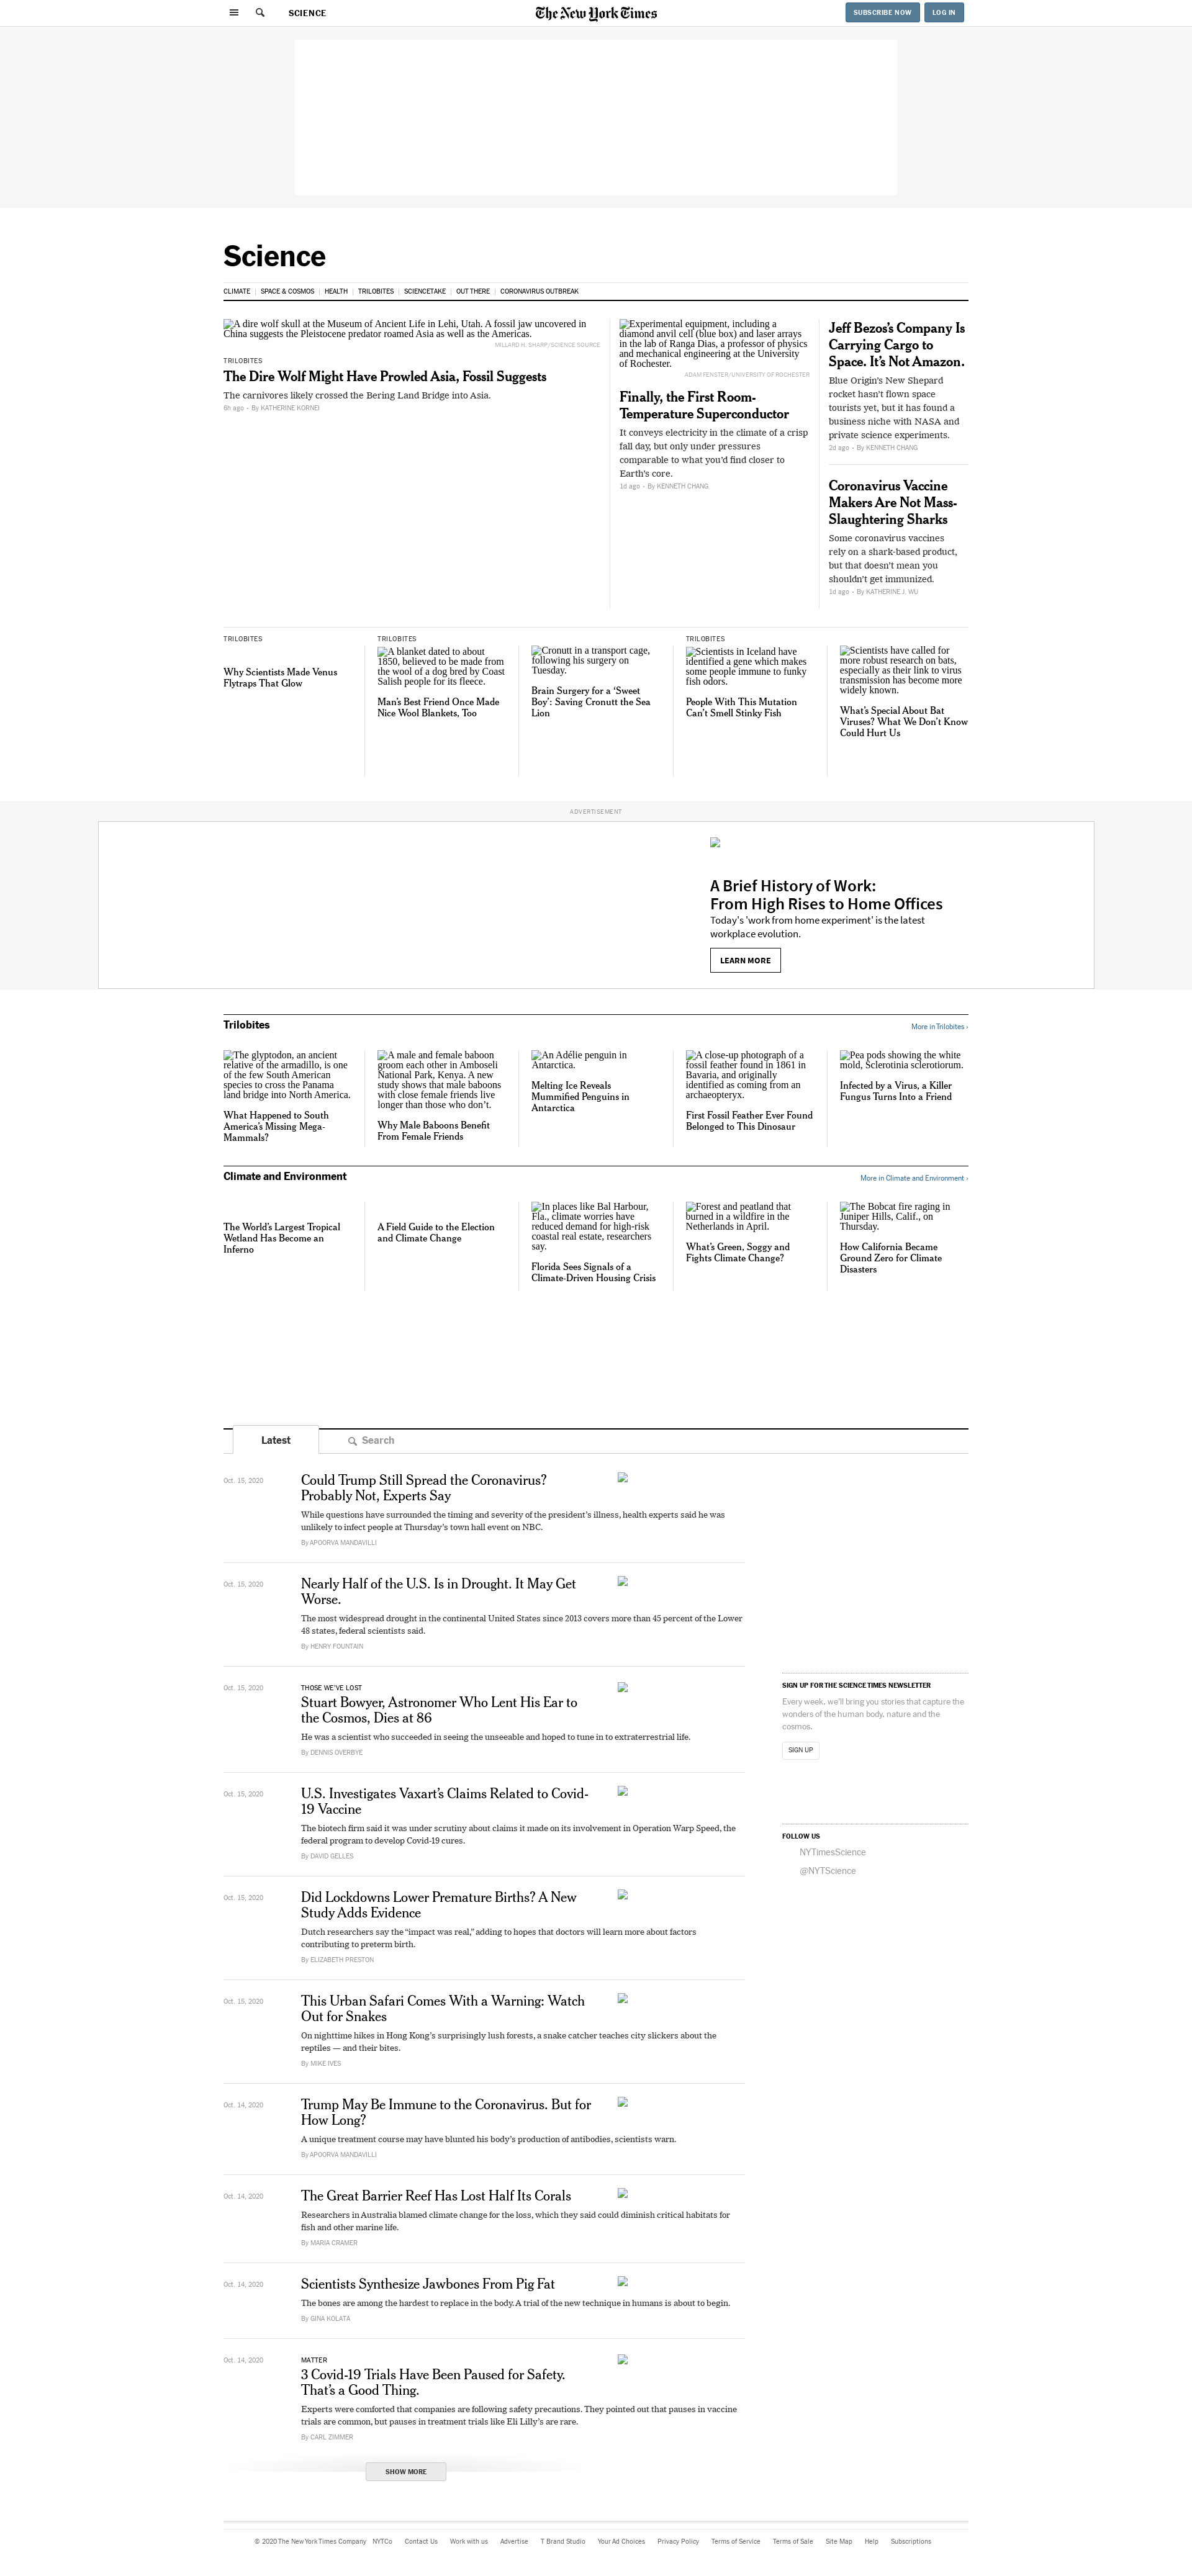 SCIENCE
The New York Times
SUBSCRIBE NOW
LOG IN
Science
CLIMATE | SPACE & COSMOS | HEALTH | TRILOBITES | SCIENCETAKE | OUT THERE | CORONAVIRUS OUTBREAK
A dire wolf skull at the Museum of Ancient Life in Lehi, Utah. A fossil jaw uncovered in
China suggests the Pleistocene predator roamed Asia as well as the Americas.
MILLARD H. SHARP/SCIENCE SOURCE
TRILOBITES
The Dire Wolf Might Have Prowled Asia, Fossil Suggests
The carnivores likely crossed the Bering Land Bridge into Asia.
6h ago - By KATHERINE KORNEI
Experimental equipment, including a
diamond anvil cell (blue box) and laser arrays
in the lab of Ranga Dias, a professor of physics
and mechanical engineering at the University
of Rochester.
ADAM FENSTER/UNIVERSITY OF ROCHESTER
Finally, the First Room-
Temperature Superconductor
It conveys electricity in the climate of a crisp
fall day, but only under pressures
comparable to what you'd find closer to
Earth's core.
1d ago - By KENNETH CHANG
Jeff Bezos's Company Is
Carrying Cargo to
Space. It's Not Amazon.
Blue Origin's New Shepard
rocket hasn't flown space
tourists yet, but it has found a
business niche with NASA and
private science experiments.
2d ago - By KENNETH CHANG
Coronavirus Vaccine
Makers Are Not Mass-
Slaughtering Sharks
Some coronavirus vaccines
rely on a shark-based product,
but that doesn't mean you
shouldn't get immunized.
1d ago - By KATHERINE J. WU
TRILOBITES
Why Scientists Made Venus
Flytraps That Glow
TRILOBITES
A blanket dated to about
1850, believed to be made from
the wool of a dog bred by Coast
Salish people for its fleece.
Man's Best Friend Once Made
Nice Wool Blankets, Too
Cronutt in a transport cage,
following his surgery on
Tuesday.
Brain Surgery for a 'Sweet
Boy': Saving Cronutt the Sea
Lion
TRILOBITES
Scientists in Iceland have
identified a gene which makes
some people immune to funky
fish odors.
People With This Mutation
Can't Smell Stinky Fish
Scientists have called for
more robust research on bats,
especially as their link to virus
transmission has become more
widely known.
What's Special About Bat
Viruses? What We Don't Know
Could Hurt Us
ADVERTISEMENT
A Brief History of Work:
From High Rises to Home Offices
Today's 'work from home experiment' is the latest
workplace evolution.
LEARN MORE
Trilobites
More in Trilobites ›
The glyptodon, an ancient
relative of the armadillo, is one
of the few South American
species to cross the Panama
land bridge into North America.
What Happened to South
America's Missing Mega-
Mammals?
A male and female baboon
groom each other in Amboseli
National Park, Kenya. A new
study shows that male baboons
with close female friends live
longer than those who don't.
Why Male Baboons Benefit
From Female Friends
An Adélie penguin in
Antarctica.
Melting Ice Reveals
Mummified Penguins in
Antarctica
A close-up photograph of a
fossil feather found in 1861 in
Bavaria, and originally
identified as coming from an
archaeopteryx.
First Fossil Feather Ever Found
Belonged to This Dinosaur
Pea pods showing the white
mold, Sclerotinia sclerotiorum.
Infected by a Virus, a Killer
Fungus Turns Into a Friend
Climate and Environment
More in Climate and Environment ›
The World's Largest Tropical
Wetland Has Become an
Inferno
A Field Guide to the Election
and Climate Change
In places like Bal Harbour,
Fla., climate worries have
reduced demand for high-risk
coastal real estate, researchers
say.
Florida Sees Signals of a
Climate-Driven Housing Crisis
Forest and peatland that
burned in a wildfire in the
Netherlands in April.
What's Green, Soggy and
Fights Climate Change?
The Bobcat fire raging in
Juniper Hills, Calif., on
Thursday.
How California Became
Ground Zero for Climate
Disasters
Latest
Search
Oct. 15, 2020
Could Trump Still Spread the Coronavirus?
Probably Not, Experts Say
While questions have surrounded the timing and severity of the president's illness, health experts said he was
unlikely to infect people at Thursday's town hall event on NBC.
By APOORVA MANDAVILLI
Oct. 15, 2020
Nearly Half of the U.S. Is in Drought. It May Get
Worse.
The most widespread drought in the continental United States since 2013 covers more than 45 percent of the Lower
48 states, federal scientists said.
By HENRY FOUNTAIN
Oct. 15, 2020
THOSE WE'VE LOST
Stuart Bowyer, Astronomer Who Lent His Ear to
the Cosmos, Dies at 86
He was a scientist who succeeded in seeing the unseeable and hoped to tune in to extraterrestrial life.
By DENNIS OVERBYE
Oct. 15, 2020
U.S. Investigates Vaxart's Claims Related to Covid-
19 Vaccine
The biotech firm said it was under scrutiny about claims it made on its involvement in Operation Warp Speed, the
federal program to develop Covid-19 cures.
By DAVID GELLES
Oct. 15, 2020
Did Lockdowns Lower Premature Births? A New
Study Adds Evidence
Dutch researchers say the "impact was real," adding to hopes that doctors will learn more about factors
contributing to preterm birth.
By ELIZABETH PRESTON
Oct. 15, 2020
This Urban Safari Comes With a Warning: Watch
Out for Snakes
On nighttime hikes in Hong Kong's surprisingly lush forests, a snake catcher teaches city slickers about the
reptiles — and their bites.
By MIKE IVES
Oct. 14, 2020
Trump May Be Immune to the Coronavirus. But for
How Long?
A unique treatment course may have blunted his body's production of antibodies, scientists warn.
By APOORVA MANDAVILLI
Oct. 14, 2020
The Great Barrier Reef Has Lost Half Its Corals
Researchers in Australia blamed climate change for the loss, which they said could diminish critical habitats for
fish and other marine life.
By MARIA CRAMER
Oct. 14, 2020
Scientists Synthesize Jawbones From Pig Fat
The bones are among the hardest to replace in the body. A trial of the new technique in humans is about to begin.
By GINA KOLATA
Oct. 14, 2020
MATTER
3 Covid-19 Trials Have Been Paused for Safety.
That's a Good Thing.
Experts were comforted that companies are following safety precautions. They pointed out that pauses in vaccine
trials are common, but pauses in treatment trials like Eli Lilly's are rare.
By CARL ZIMMER
SHOW MORE
SIGN UP FOR THE SCIENCE TIMES NEWSLETTER
Every week, we'll bring you stories that capture the
wonders of the human body, nature and the
cosmos.
SIGN UP
FOLLOW US
NYTimesScience
@NYTScience
© 2020 The New York Times Company NYTCo Contact Us Work with us Advertise T Brand Studio Your Ad Choices Privacy Policy Terms of Service Terms of Sale Site Map Help Subscriptions